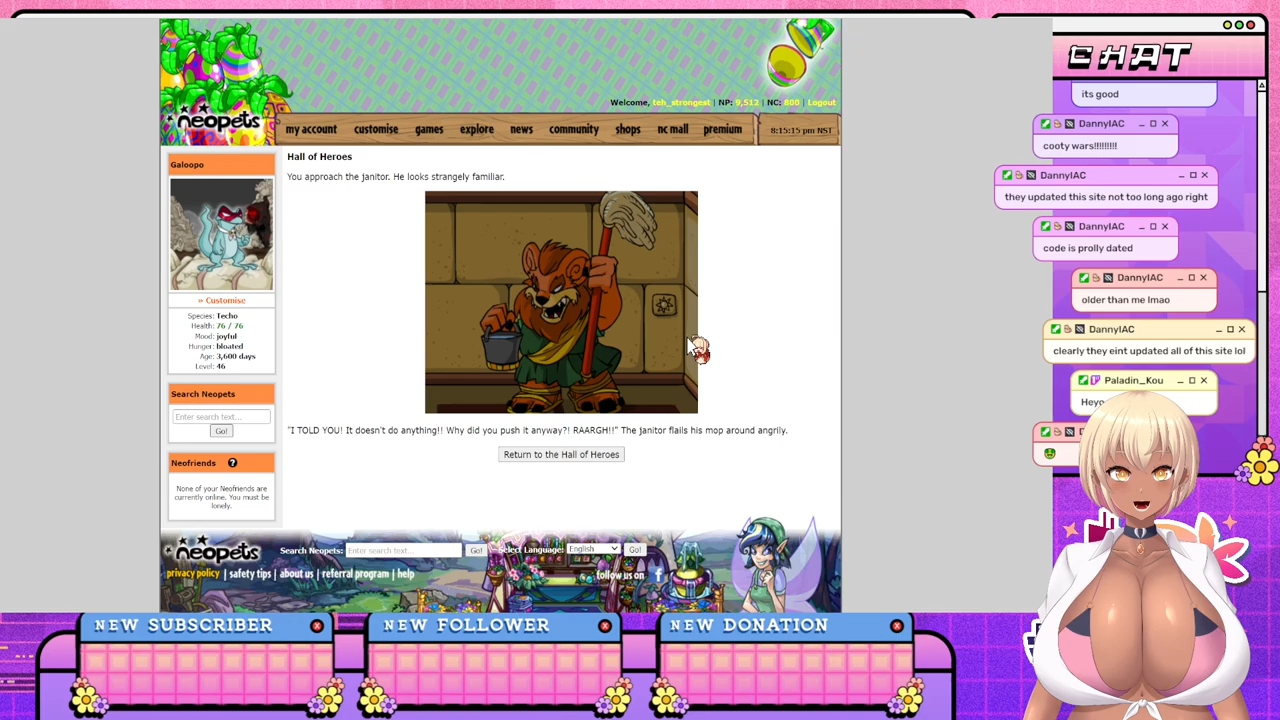 Welcome, teh_strongest | NP: 9,512 | NC: 800 | Logout
neopets
my account customise games explore news community shops nc mall premium 8:15:15 pm NST
Galoopo
» Customise
Species: Techo
Health: 76 / 76
Mood: joyful
Hunger: bloated
Age: 3,600 days
Level: 46
Search Neopets
Enter search text...
Go!
Neofriends ?
None of your Neofriends are
currently online. You must be
lonely.
Hall of Heroes
You approach the janitor. He looks strangely familiar.
"I TOLD YOU! It doesn't do anything!! Why did you push it anyway?! RAARGH!!" The janitor flails his mop around angrily.
Return to the Hall of Heroes
neopets
Search Neopets: Enter search text... Go! Select Language: English Go!
privacy policy | safety tips | about us | referral program | help
follow us on f
CHAT
its good
DannyIAC
cooty wars!!!!!!!!!
DannyIAC
they updated this site not too long ago right
DannyIAC
code is prolly dated
DannyIAC
older than me lmao
DannyIAC
clearly they eint updated all of this site lol
Paladin_Kou
Heyo
NEW SUBSCRIBER
NEW FOLLOWER
NEW DONATION